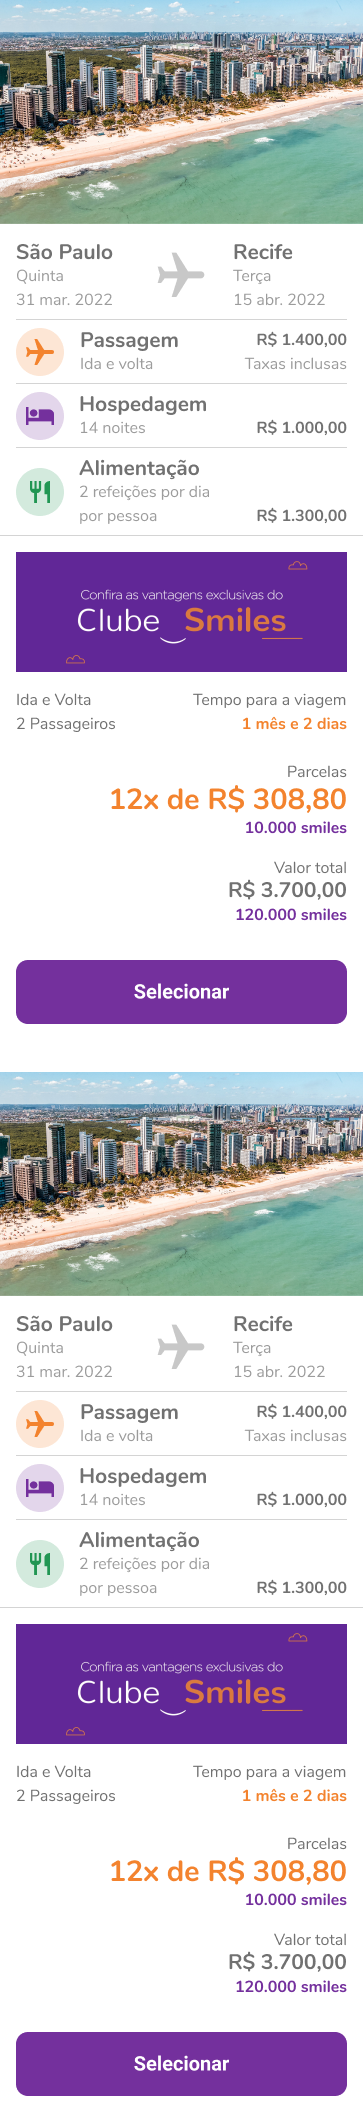 São Paulo
Recife
Quinta
Terça
31 mar. 2022
15 abr. 2022
Passagem
R$ 1.400,00
Ida e volta
Taxas inclusas
Hospedagem
14 noites
R$ 1.000,00
Alimentação
2 refeições por dia
por pessoa
R$ 1.300,00
Confira as vantagens exclusivas do
Clube Smiles
Ida e Volta
Tempo para a viagem
2 Passageiros
1 mês e 2 dias
Parcelas
12x de R$ 308,80
10.000 smiles
Valor total
R$ 3.700,00
120.000 smiles
Selecionar
São Paulo
Recife
Quinta
Terça
31 mar. 2022
15 abr. 2022
Passagem
R$ 1.400,00
Ida e volta
Taxas inclusas
Hospedagem
14 noites
R$ 1.000,00
Alimentação
2 refeições por dia
por pessoa
R$ 1.300,00
Confira as vantagens exclusivas do
Clube Smiles
Ida e Volta
Tempo para a viagem
2 Passageiros
1 mês e 2 dias
Parcelas
12x de R$ 308,80
10.000 smiles
Valor total
R$ 3.700,00
120.000 smiles
Selecionar